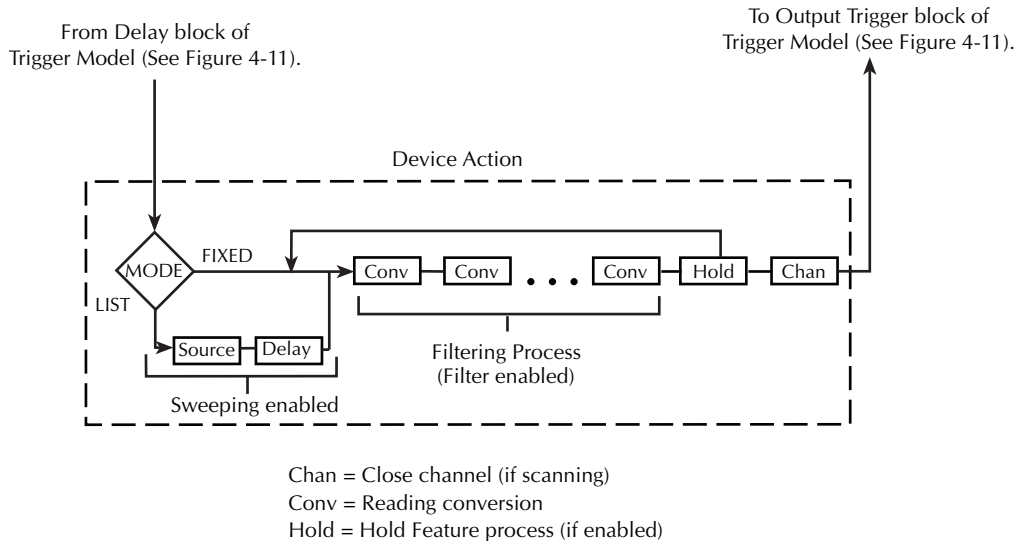 From Delay block of
Trigger Model (See Figure 4-11).
To Output Trigger block of
Trigger Model (See Figure 4-11).
Device Action
MODE
FIXED
LIST
Conv
Conv
Conv
Hold
Chan
Source
Delay
Filtering Process
(Filter enabled)
Sweeping enabled
Chan = Close channel (if scanning)
Conv = Reading conversion
Hold = Hold Feature process (if enabled)